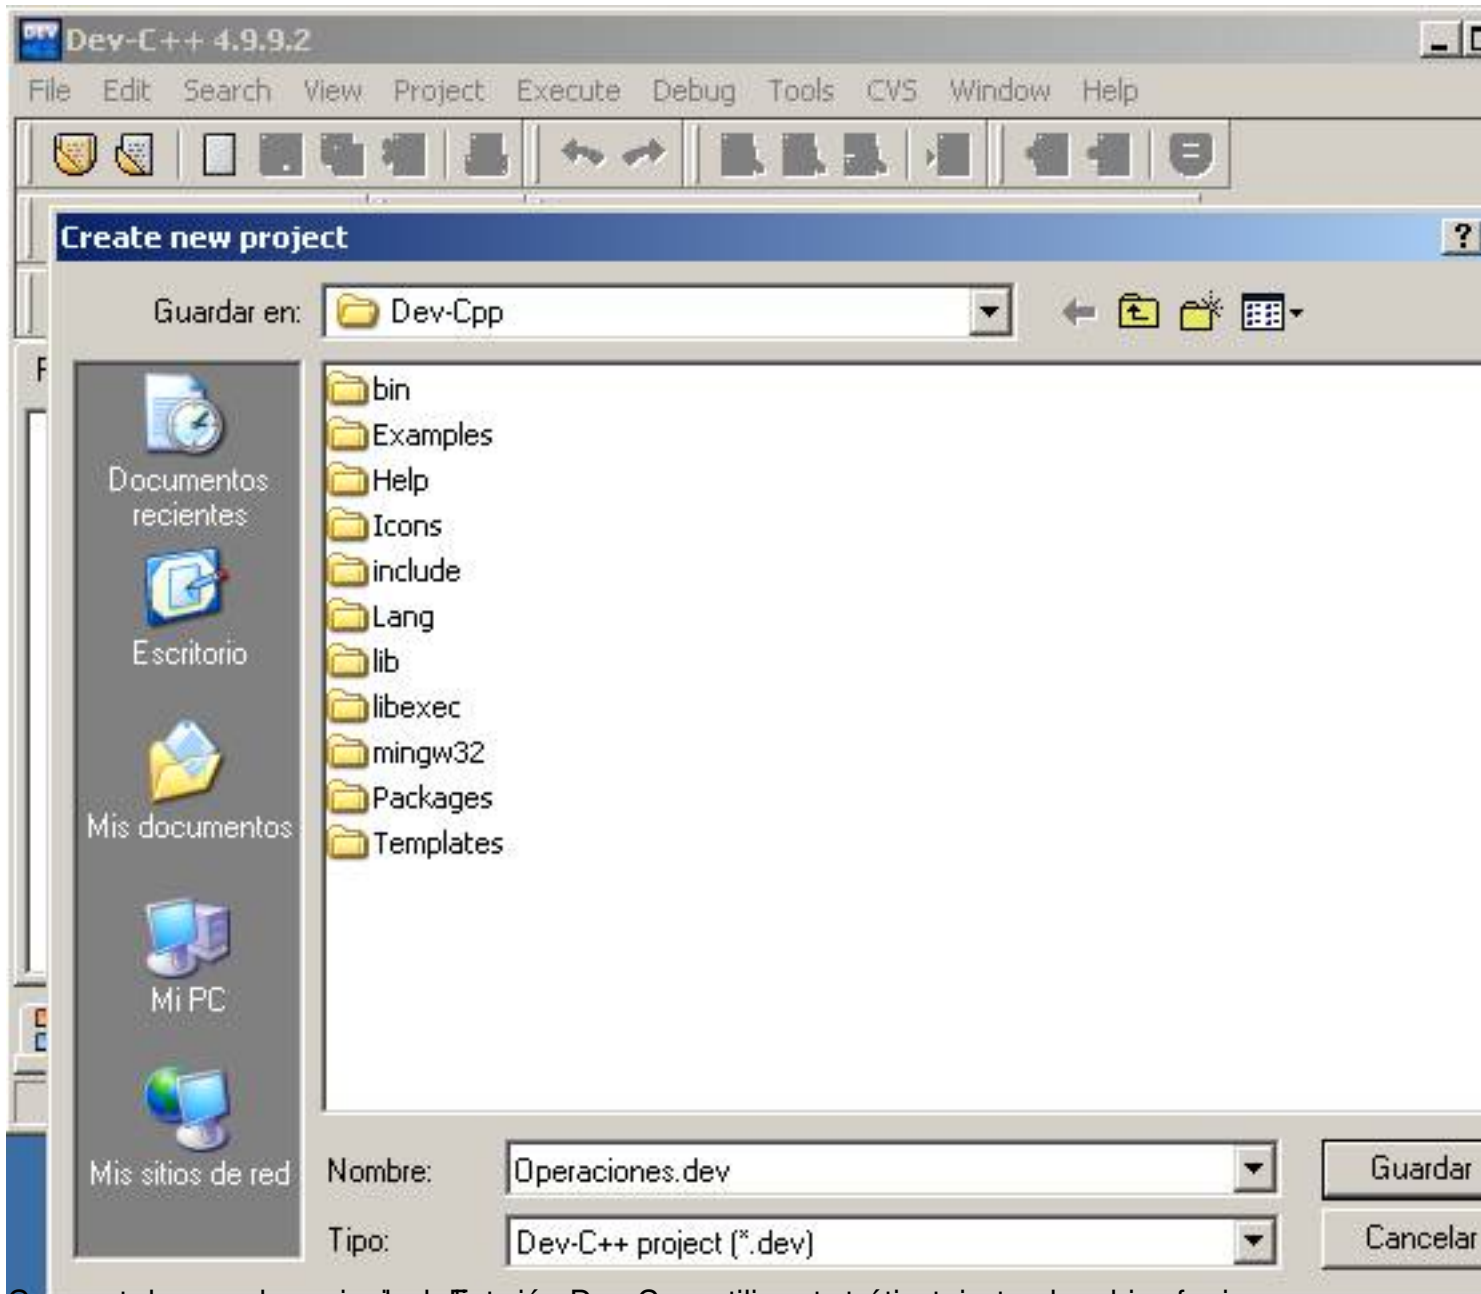 Dev-C++ 4.9.9.2
File Edit Search View Project Execute Debug Tools CVS Window Help
Create new project
?
Guardar en:
Dev-Cpp
Documentos
recientes
Escritorio
Mis documentos
Mi PC
Mis sitios de red
bin
Examples
Help
Icons
include
Lang
lib
libexec
mingw32
Packages
Templates
Nombre:
Operaciones.dev
Guardar
Tipo:
Dev-C++ project (*.dev)
Cancelar